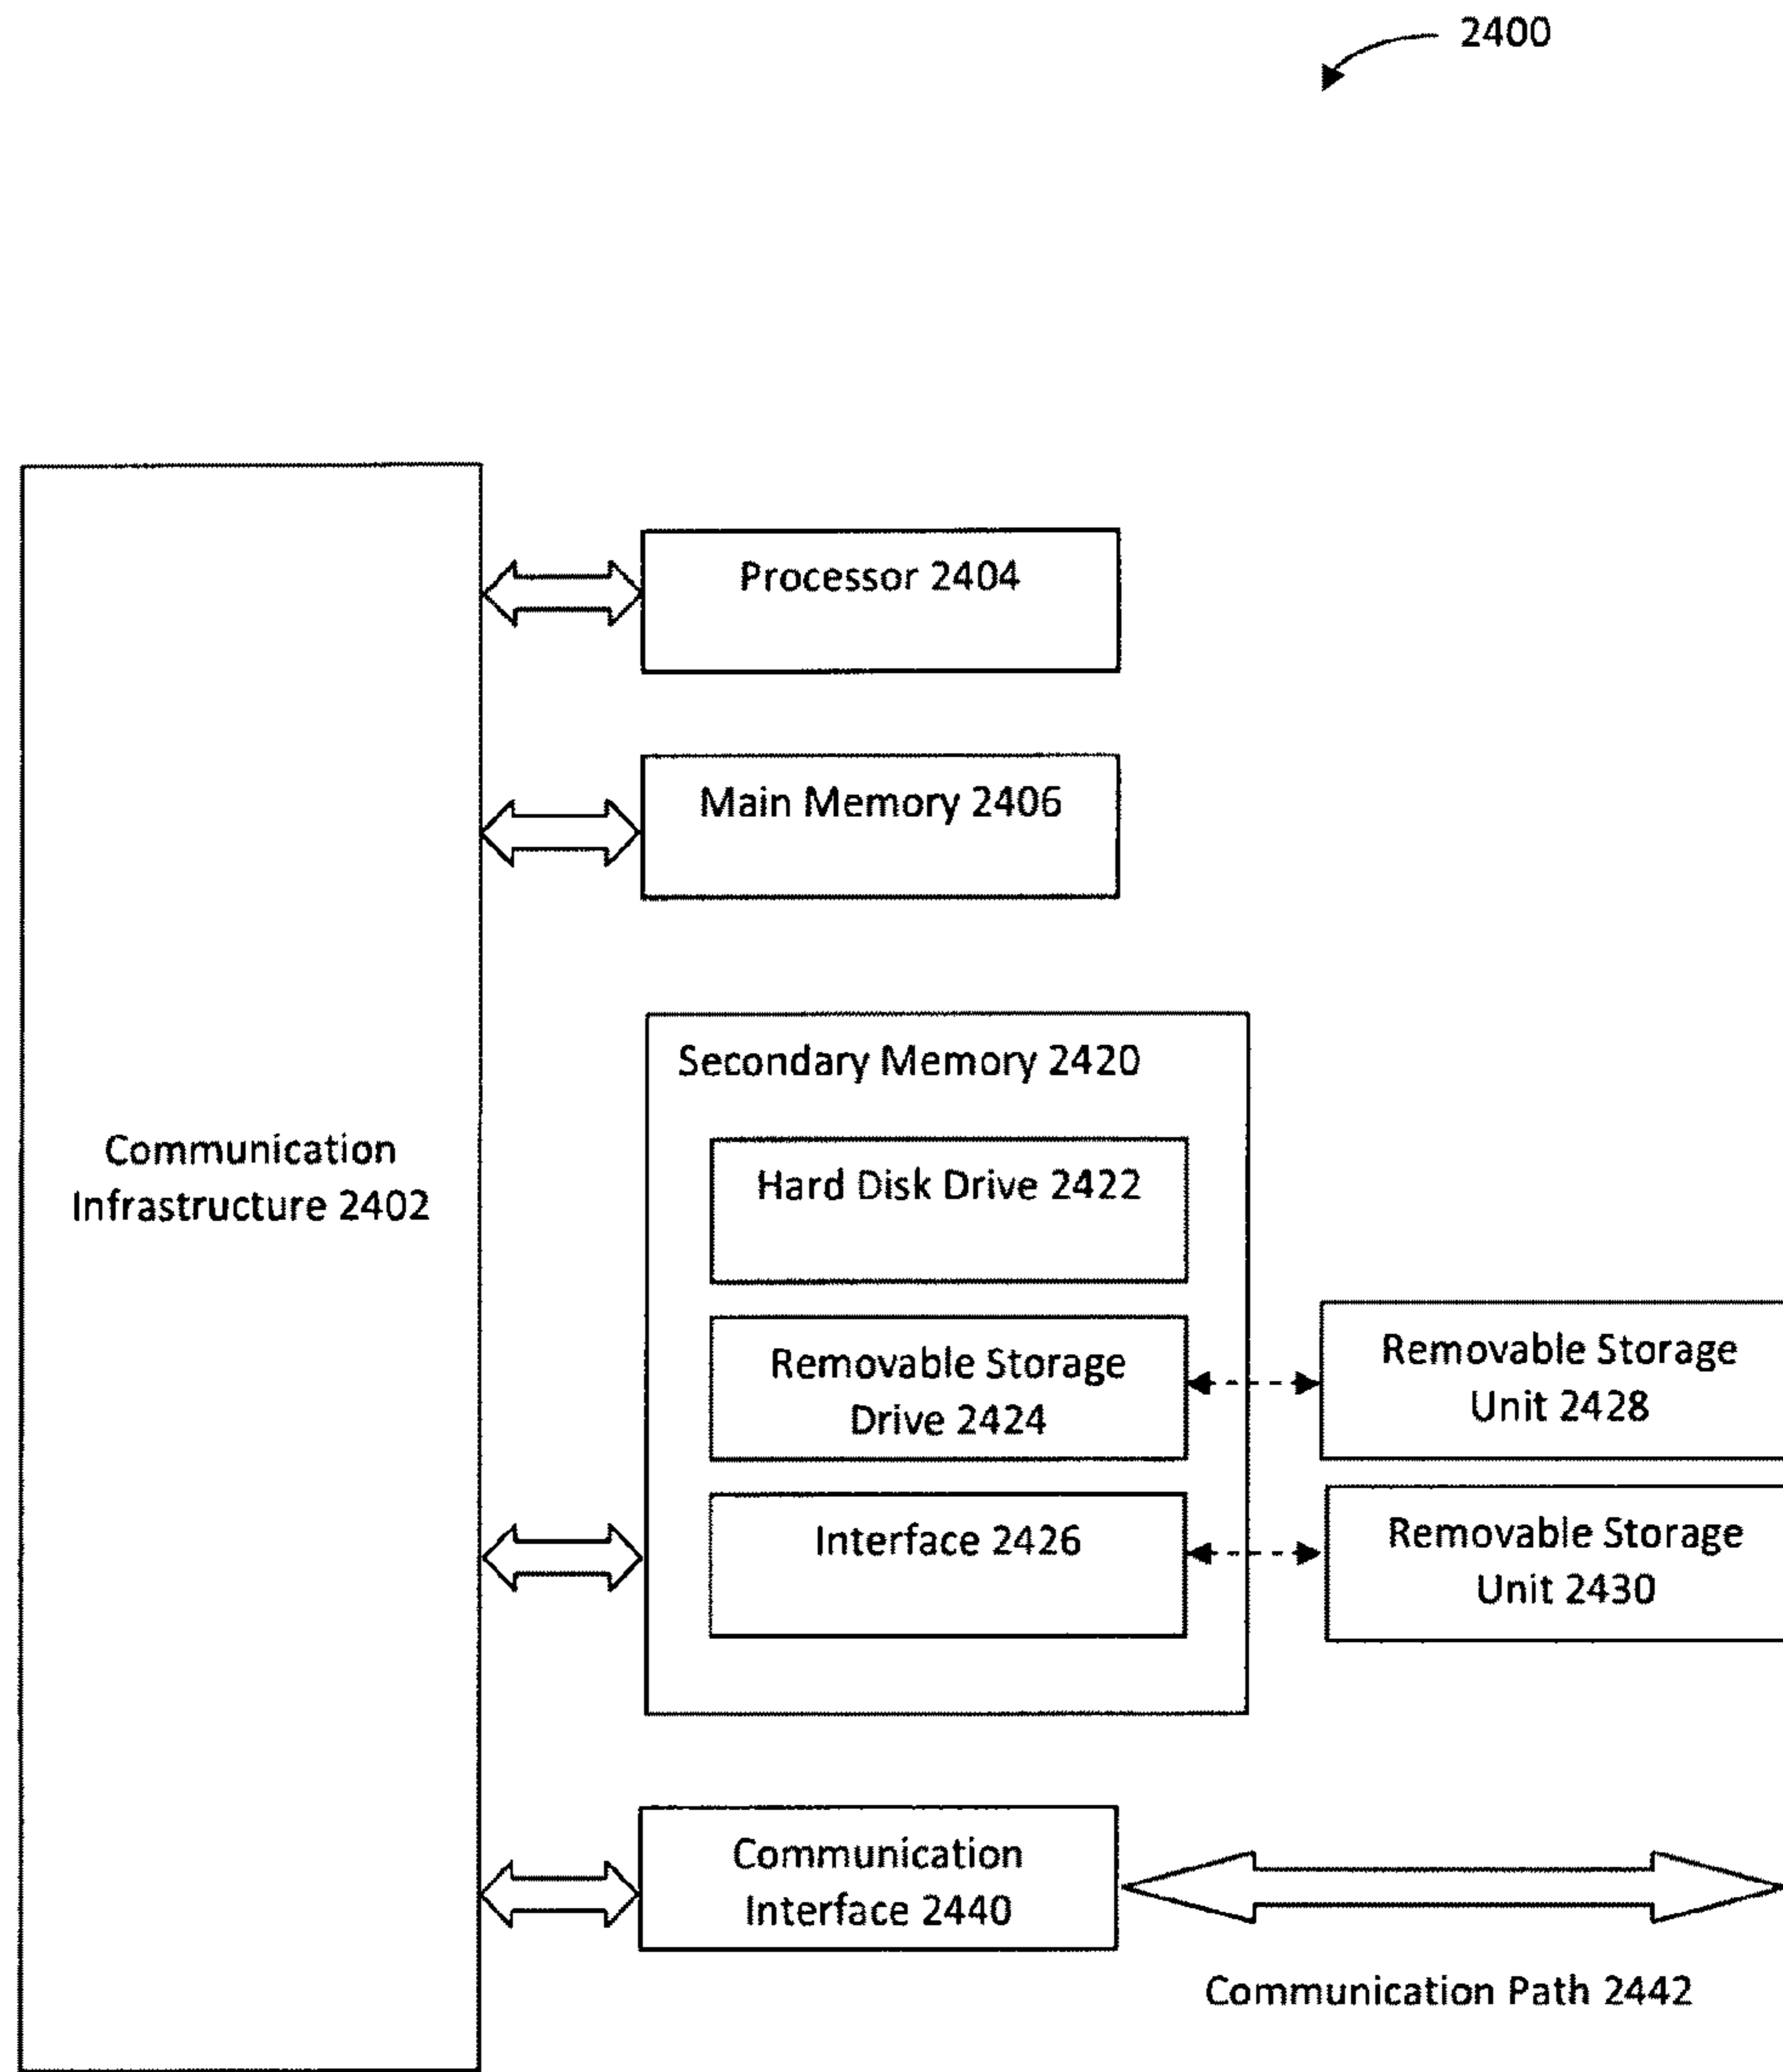 2400
Processor 2404
Main Memory 2406
Secondary Memory 2420
Communication
Infrastructure 2402
Hard Disk Drive 2422
Removable Storage
Drive 2424
Removable Storage
Unit 2428
Interface 2426
Removable Storage
Unit 2430
Communication
Interface 2440
Communication Path 2442